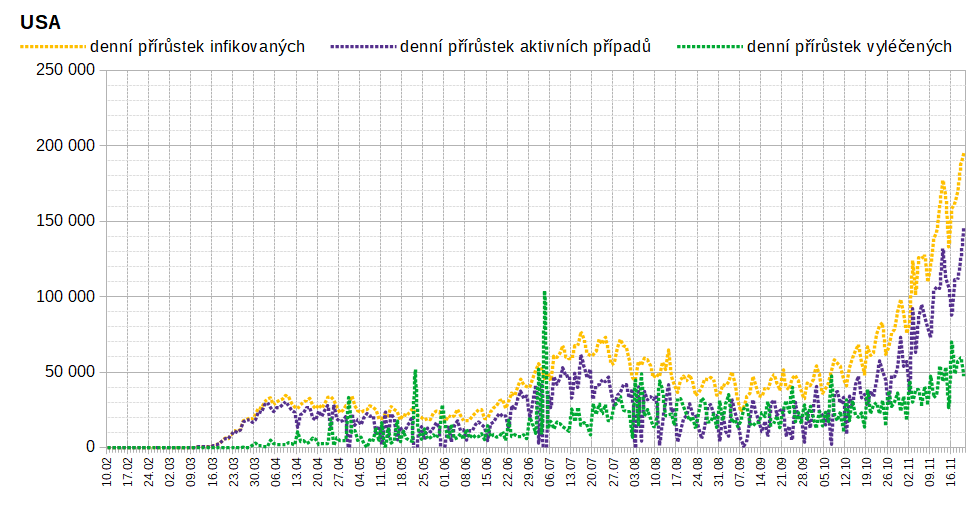 USA
denní přírůstek infikovaných denní přírůstek aktivních případů denní přírůstek vyléčených
250 000
200 000
150 000
100 000
50 000
0
10.02 17.02 24.02 02.03 09.03 16.03 23.03 30.03 06.04 13.04 20.04 27.04 04.05 11.05 18.05 25.05 01.06 08.06 15.06 22.06 29.06 06.07 13.07 20.07 27.07 03.08 10.08 17.08 24.08 31.08 07.09 14.09 21.09 28.09 05.10 12.10 19.10 26.10 02.11 09.11 16.11